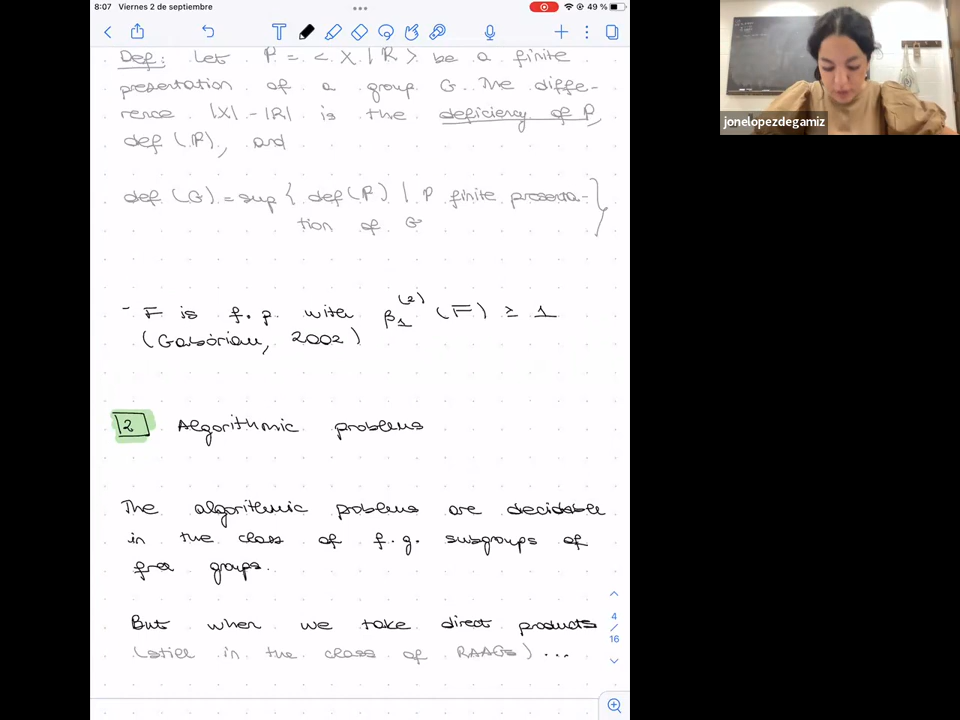 8:07 Viernes 2 de septiembre
49 %
Def: Let P = < X | R > be a finite
presentation of a group G. The diffe-
rence |X| - |R| is the deficiency of P,
def (P), and
def (G) = sup { def (P) | P finite presenta-
tion of G }
- F is f.p. with β₁⁽²⁾ (F) ≥ 1
(Gaboriau, 2002)
2 Algorithmic problems
The algorithmic problems are decidable
in the class of f.g. subgroups of
free groups.
But when we take direct products
(still in the class of RAAGs) ...
4
/
16
jonelopezdegamiz